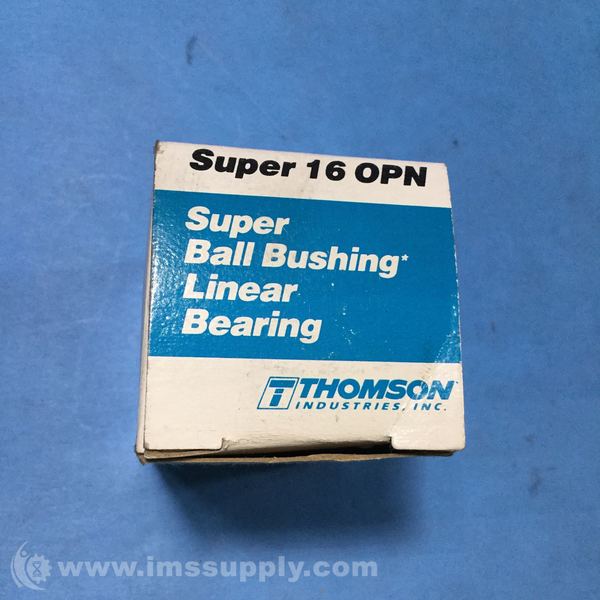 Super 16 OPN
Super
Ball Bushing*
Linear
Bearing
THOMSON
INDUSTRIES, INC.
www.imssupply.com